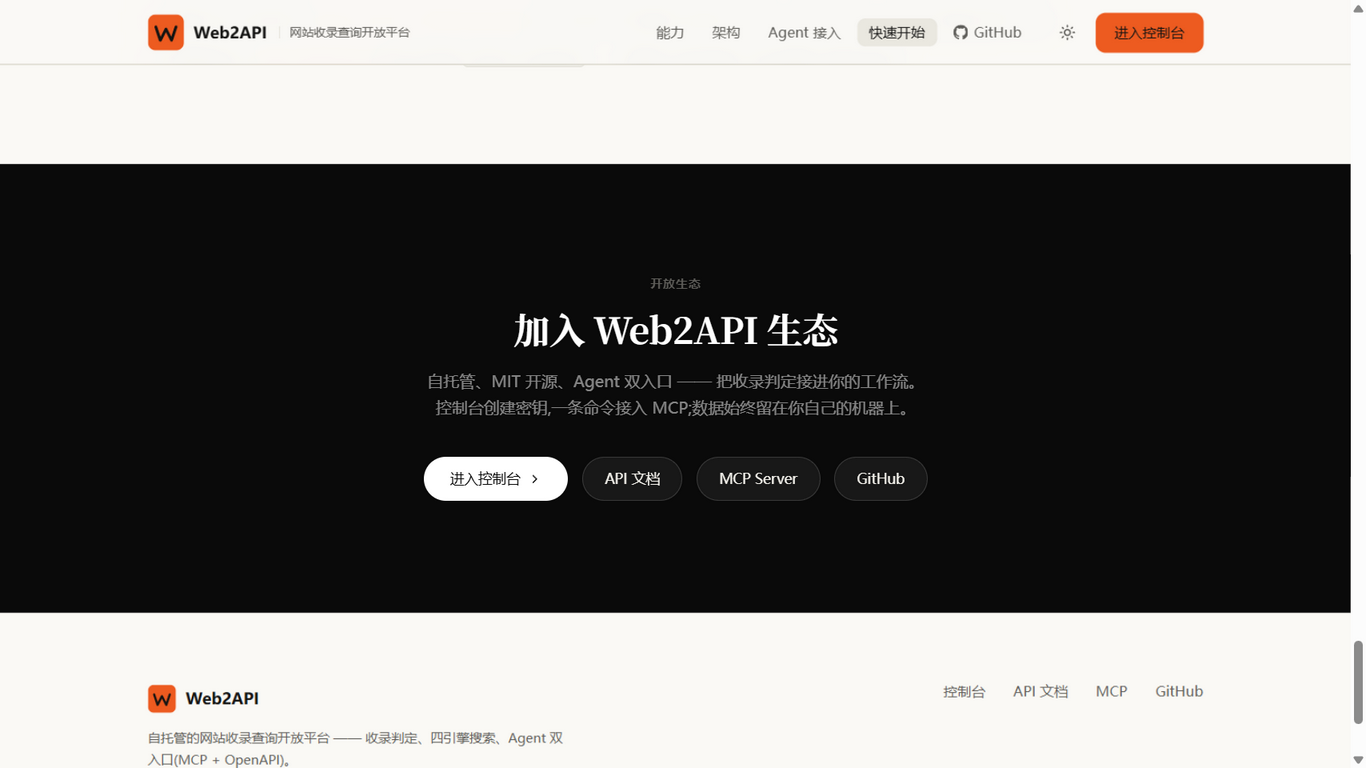 Web2API
网站收录查询开放平台
能力
架构
Agent 接入
快速开始
GitHub
进入控制台
开放生态
加入 Web2API 生态
自托管、MIT 开源、Agent 双入口 —— 把收录判定接进你的工作流。
控制台创建密钥,一条命令接入 MCP;数据始终留在你自己的机器上。
进入控制台
API 文档
MCP Server
GitHub
Web2API
控制台
API 文档
MCP
GitHub
自托管的网站收录查询开放平台 —— 收录判定、四引擎搜索、Agent 双
入口(MCP + OpenAPI)。